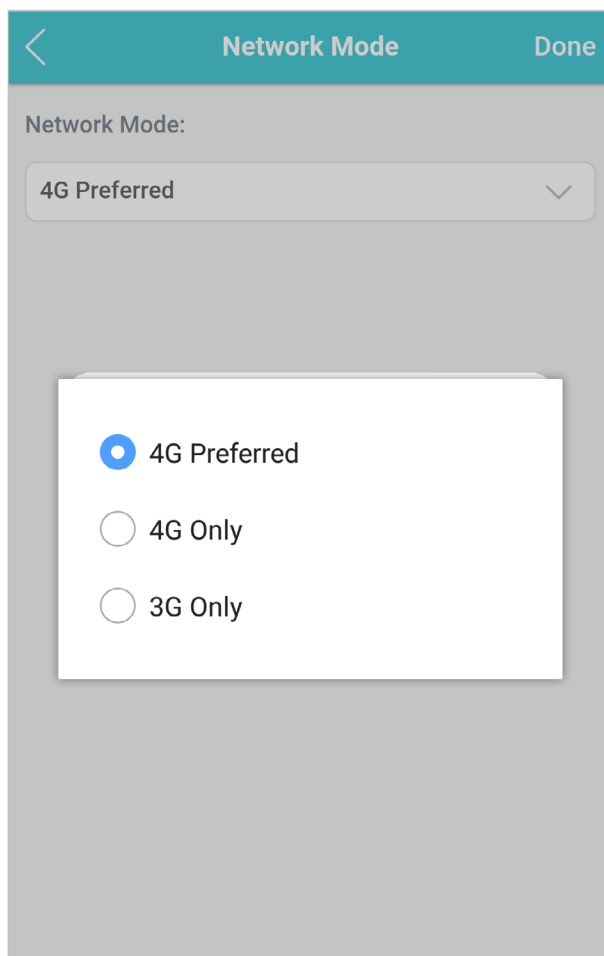 Network Mode
Done
Network Mode:
4G Preferred
4G Preferred
4G Only
3G Only